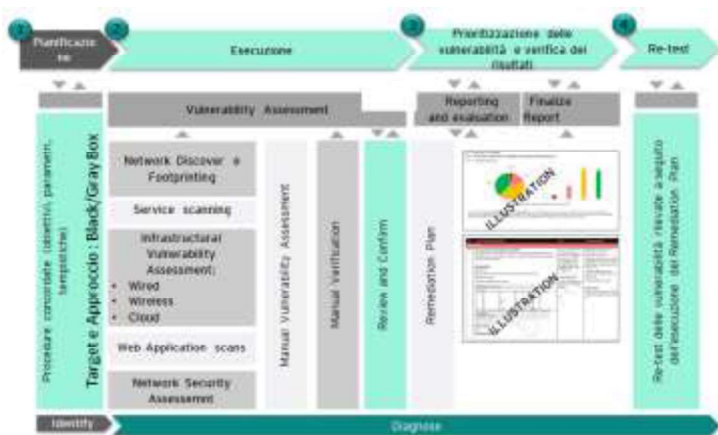 1
2
3
4
Pianificazio
ne
Esecuzione
Prioritizzazione delle
vulnerabilità e verifica dei
risultati
Re-test
Vulnerability Assessment
Reporting
and evaluation
Finalize
Report
Procedure concordate (obiettivi, parametri,
tempistiche)
Target e Approccio: Black/Gray Box
Network Discover e
Footprinting
Service scanning
Infrastructural
Vulnerability
Assessment:
• Wired
• Wireless
• Cloud
Web Application scans
Network Security
Assessemnt
Manual Vulnerability Assessment
Manual Verification
Review and Confirm
Remediation Plan
ILLUSTRATION
ILLUSTRATION
Re-test delle vulnerabilità rilevate a seguito
dell'esecuzione del Remediation Plan
Identify
Diagnose